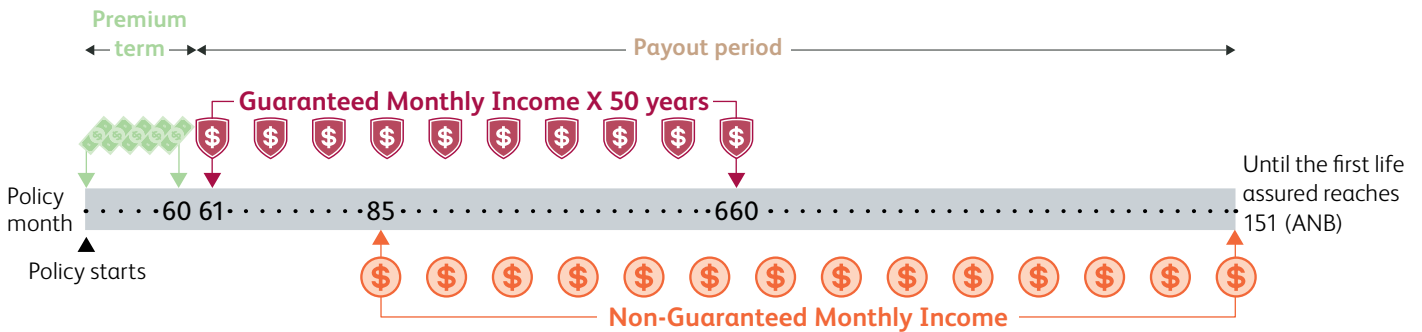 Premium
term
Payout period
Guaranteed Monthly Income X 50 years
$ $ $ $ $ $ $ $ $ $
Policy
month
60 61 85 660
Until the first life
assured reaches
151 (ANB)
Policy starts
$ $ $ $ $ $ $ $ $ $ $ $ $ $
Non-Guaranteed Monthly Income